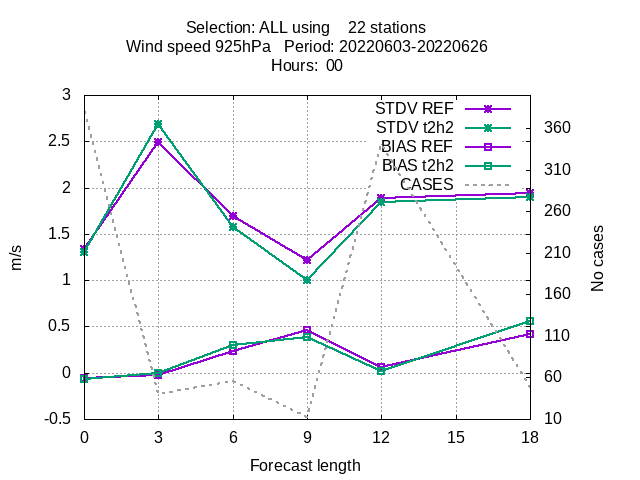 Selection: ALL using 22 stations
Wind speed 925hPa Period: 20220603-20220626
Hours: 00
STDV REF
STDV t2h2
BIAS REF
BIAS t2h2
CASES
3
2.5
2
1.5
1
0.5
0
-0.5
m/s
360
310
260
210
160
110
60
10
No cases
0 3 6 9 12 15 18
Forecast length